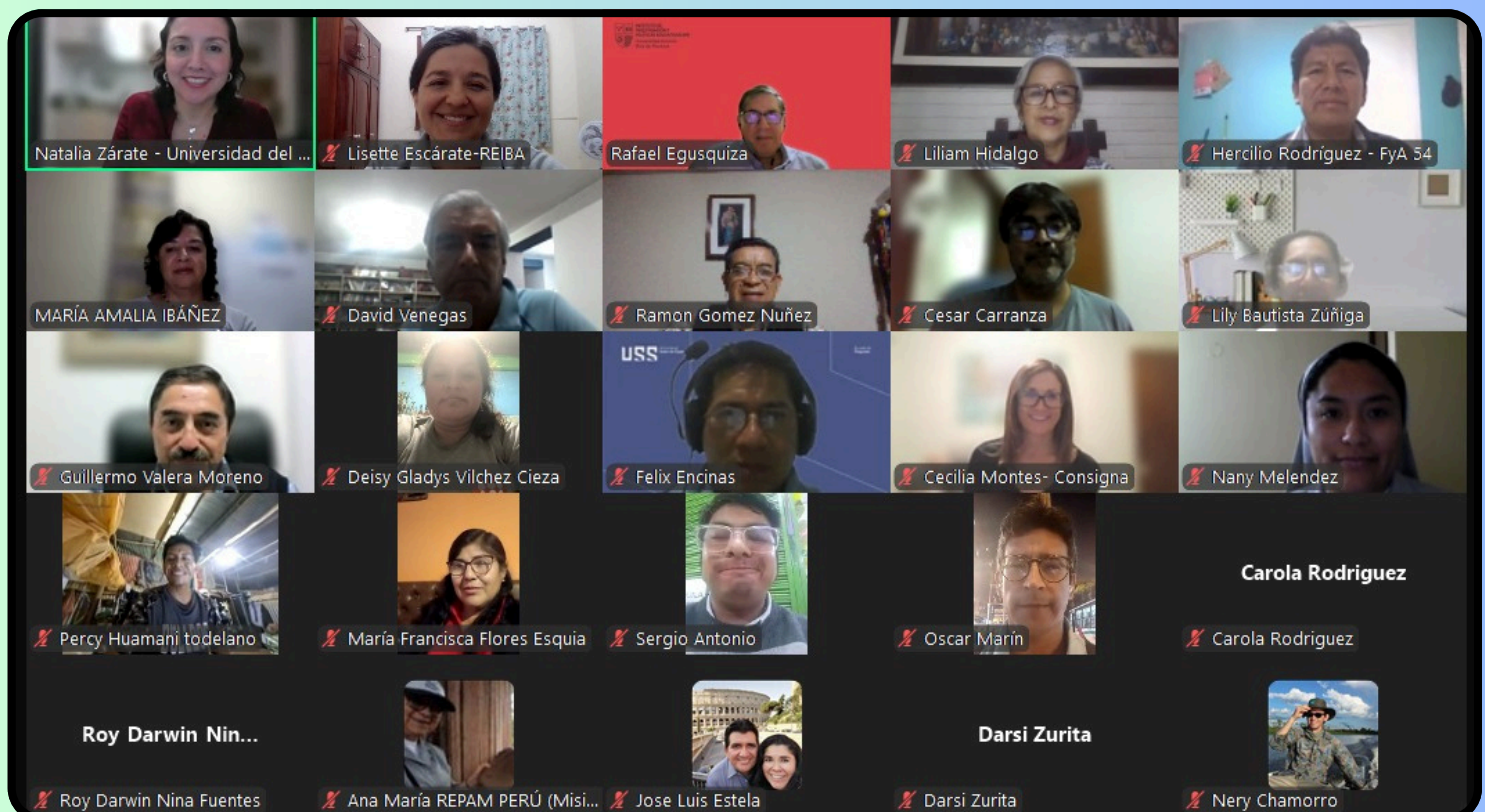 Natalia Zárate - Universidad del ...
Lisette Escárate-REIBA
Rafael Egusquiza
Liliam Hidalgo
Hercilio Rodríguez - FyA 54
MARÍA AMALIA IBÁÑEZ
David Venegas
Ramon Gomez Nuñez
Cesar Carranza
Lily Bautista Zúñiga
USS
Guillermo Valera Moreno
Deisy Gladys Vilchez Cieza
Felix Encinas
Cecilia Montes- Consigna
Nany Melendez
Carola Rodriguez
Percy Huamani todelano
María Francisca Flores Esquia
Sergio Antonio
Oscar Marín
Carola Rodriguez
Roy Darwin Nin...
Darsi Zurita
Roy Darwin Nina Fuentes
Ana María REPAM PERÚ (Misi...
Jose Luis Estela
Darsi Zurita
Nery Chamorro